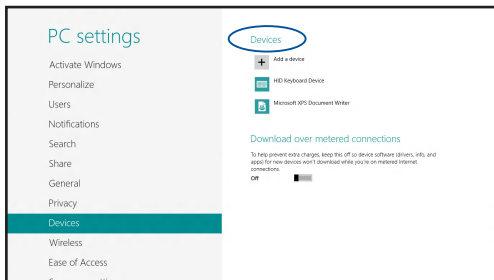 PC settings
Activate Windows
Personalize
Users
Notifications
Search
Share
General
Privacy
Devices
Wireless
Ease of Access
Devices
Add a device
HID Keyboard Device
Microsoft XPS Document Writer
Download over metered connections
To help prevent extra charges, keep this off so device software (drivers, info, and
apps) for new devices won't download while you're on metered Internet
connections.
Off